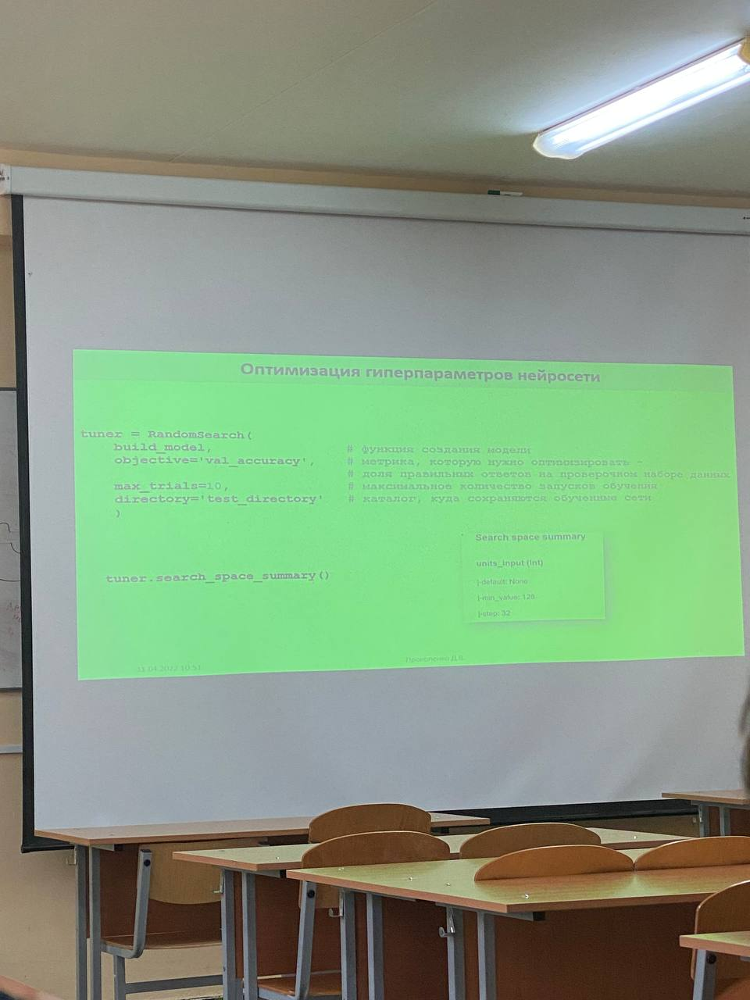 Оптимизация гиперпараметров нейросети
tuner = RandomSearch(
build_model, # функция создания модели
objective='val_accuracy', # метрика, которую нужно оптимизировать -
# доля правильных ответов на проверочном наборе данных
max_trials=10, # максимальное количество запусков обучения
directory='test_directory' # каталог, куда сохраняются обученные сети
)
Search space summary
units_input (Int)
tuner.search_space_summary()
|-default: None
|-min_value: 128
|-step: 32
11.04.2022 10:51
Прокопенко Д.В.